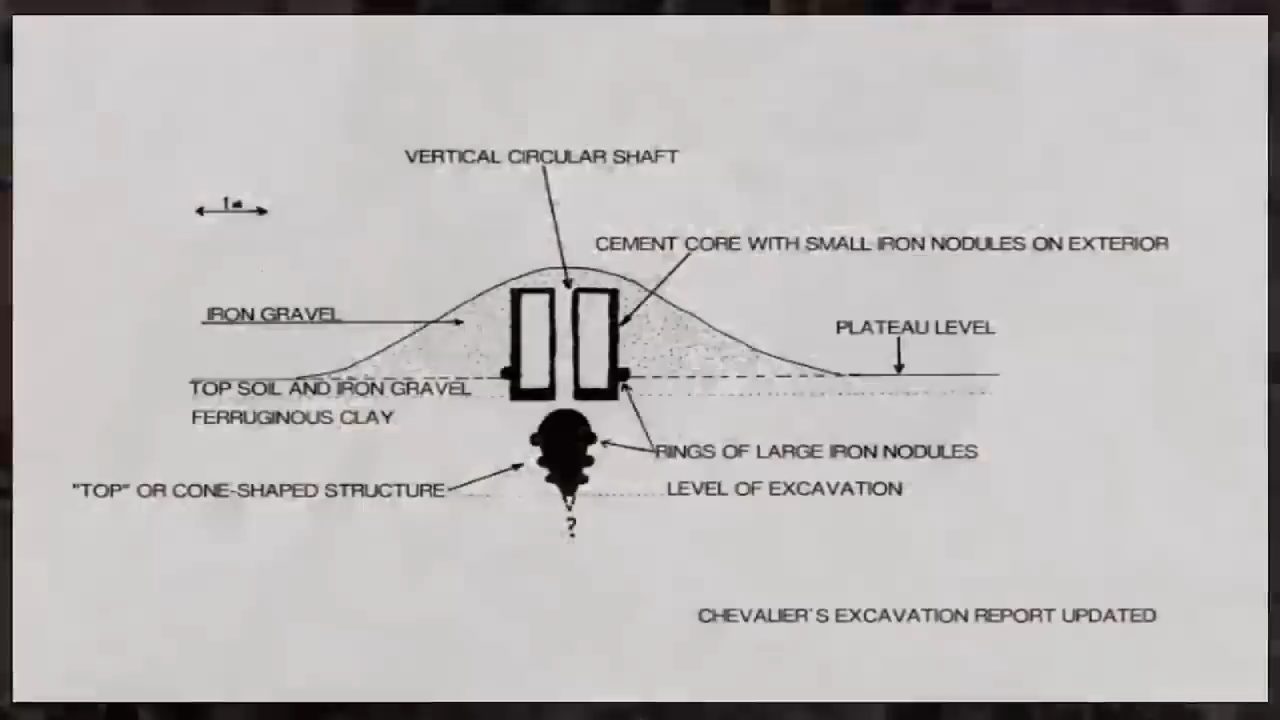 VERTICAL CIRCULAR SHAFT
CEMENT CORE WITH SMALL IRON NODULES ON EXTERIOR
IRON GRAVEL
PLATEAU LEVEL
TOP SOIL AND IRON GRAVEL
FERRUGINOUS CLAY
RINGS OF LARGE IRON NODULES
"TOP" OR CONE-SHAPED STRUCTURE
LEVEL OF EXCAVATION
?
CHEVALIER'S EXCAVATION REPORT UPDATED